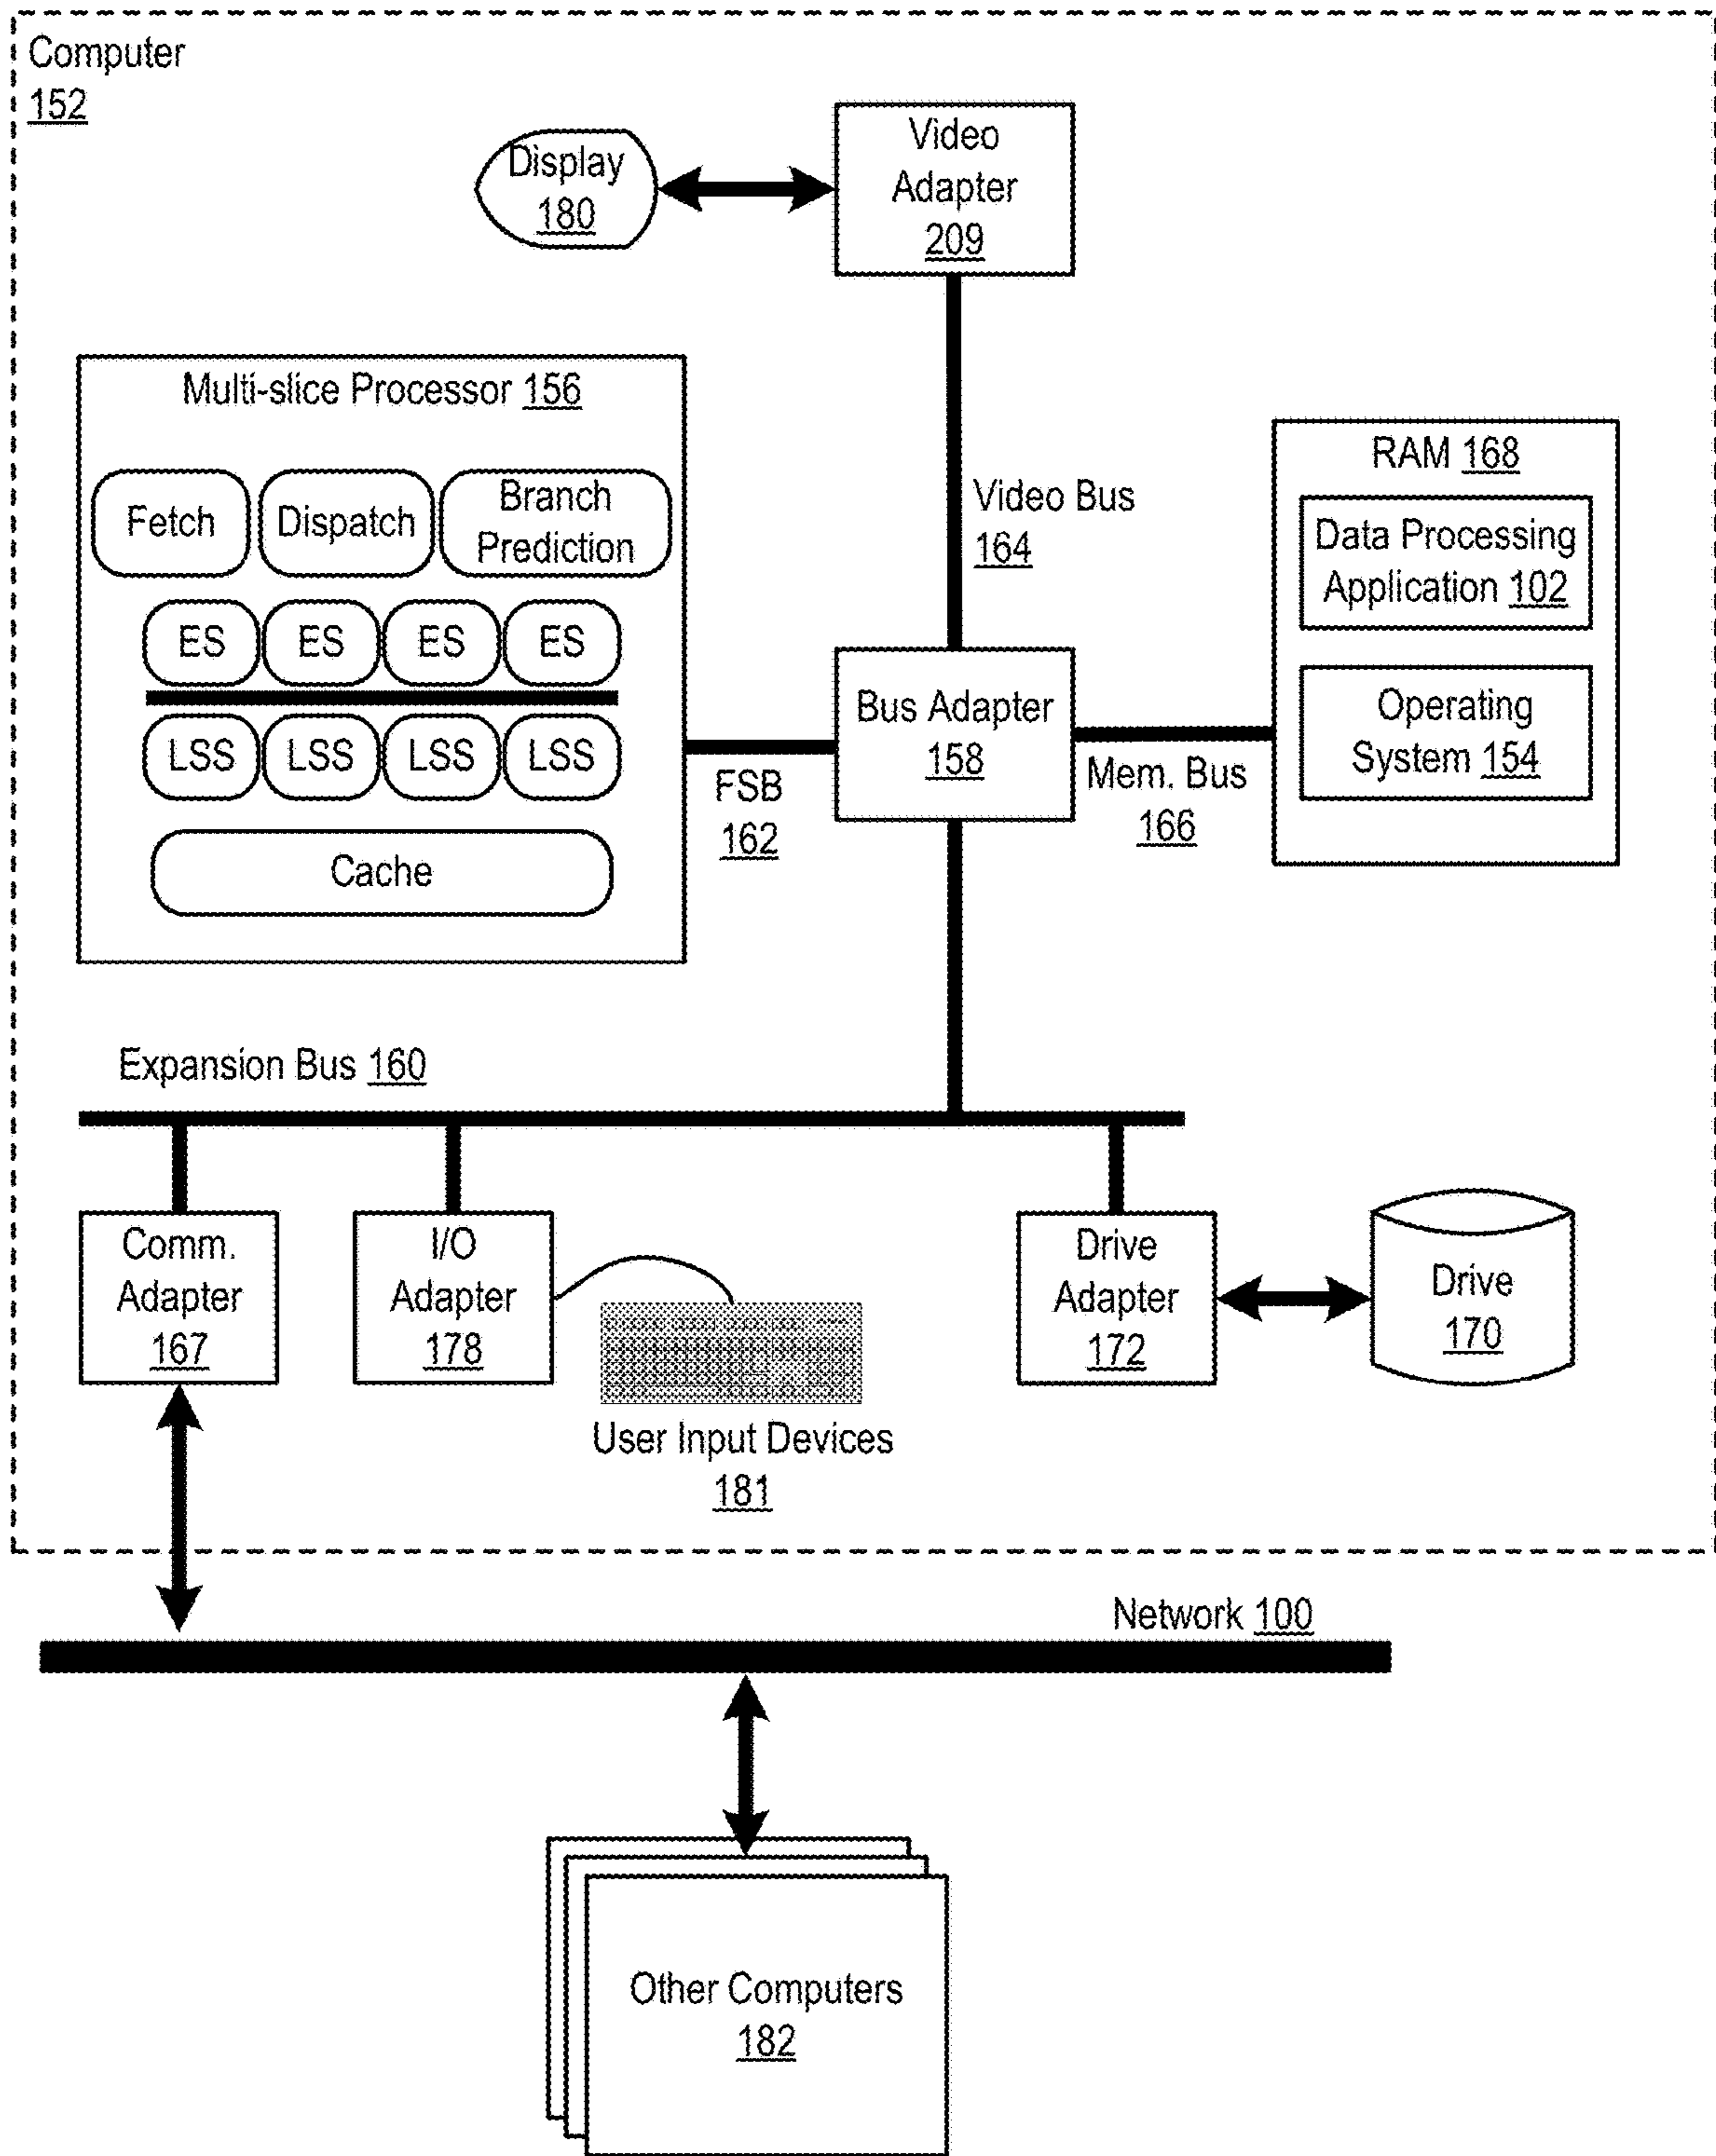 Computer
152
Display
180
Video
Adapter
209
Multi-slice Processor 156
Fetch
Dispatch
Branch
Prediction
ES
ES
ES
ES
LSS
LSS
LSS
LSS
Cache
Video Bus
164
RAM 168
Data Processing
Application 102
Operating
System 154
Bus Adapter
158
FSB
162
Mem. Bus
166
Expansion Bus 160
Comm.
Adapter
167
I/O
Adapter
178
User Input Devices
181
Drive
Adapter
172
Drive
170
Network 100
Other Computers
182